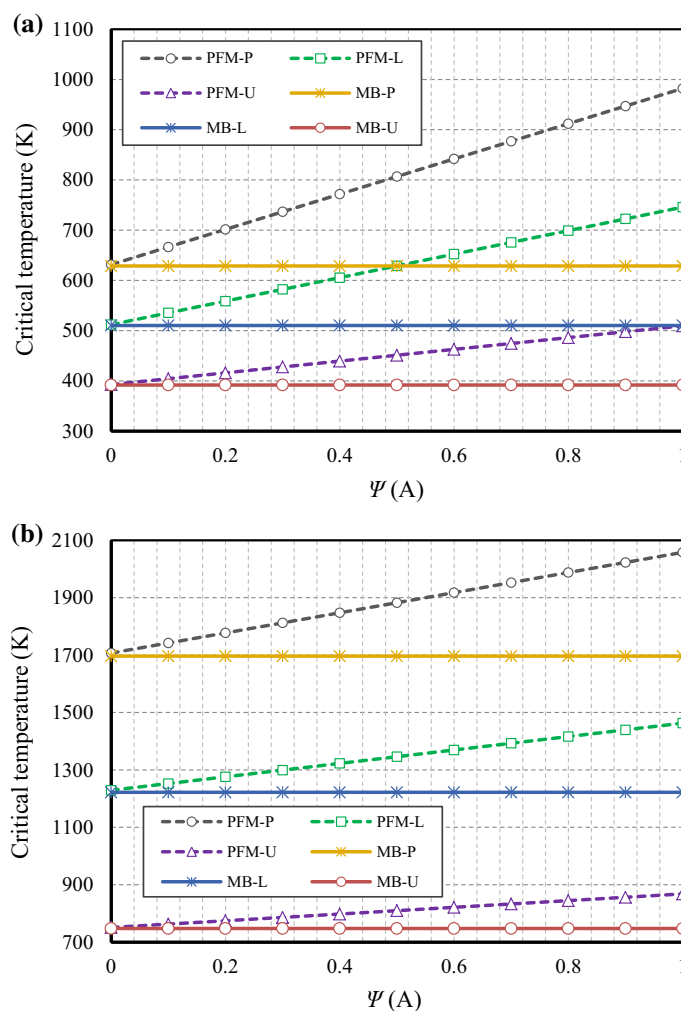 (a)
1100
1000
900
800
700
600
500
400
300
Critical temperature (K)
PFM-P
PFM-L
PFM-U
MB-P
MB-L
MB-U
0
0.2
0.4
0.6
0.8
1
Ψ (A)
(b)
2100
1900
1700
1500
1300
1100
900
700
Critical temperature (K)
PFM-P
PFM-L
PFM-U
MB-P
MB-L
MB-U
0
0.2
0.4
0.6
0.8
1
Ψ (A)